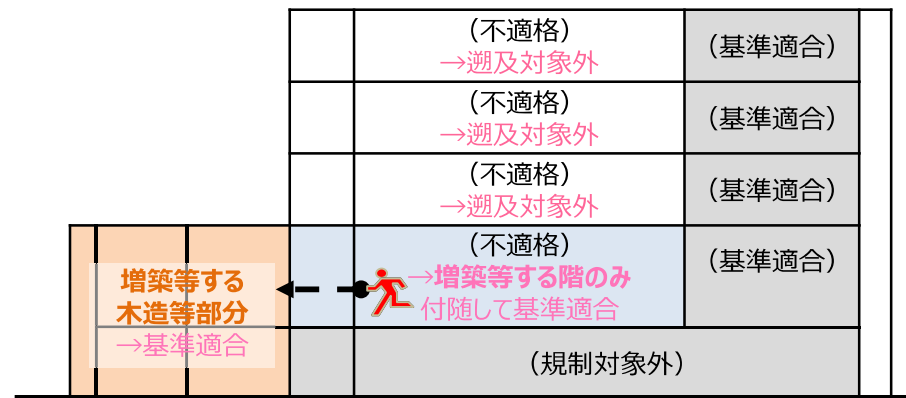 （不適格）
→遡及対象外
（基準適合）
（不適格）
→遡及対象外
（基準適合）
（不適格）
→遡及対象外
（基準適合）
（不適格）
→増築等する階のみ
付随して基準適合
（基準適合）
増築等する
木造等部分
→基準適合
（規制対象外）